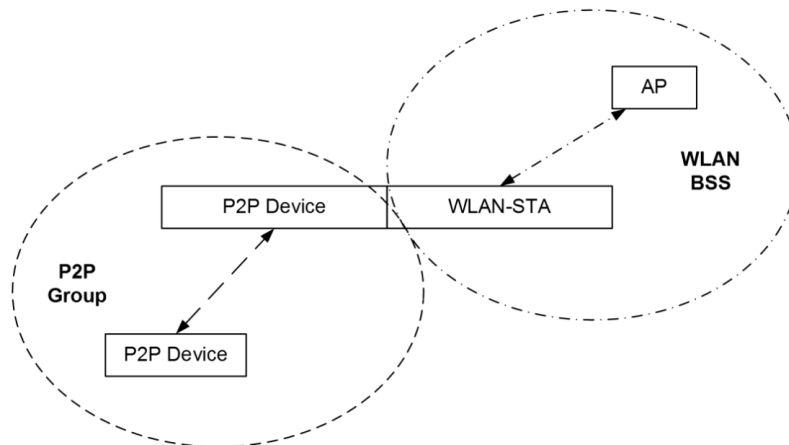 AP
WLAN
BSS
P2P Device
WLAN-STA
P2P
Group
P2P Device